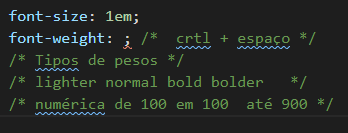 font-size: 1em;
font-weight: ; /*  crtl + espaço */
/* Tipos de pesos */
/* lighter normal bold bolder   */
/* numérica de 100 em 100  até 900 */